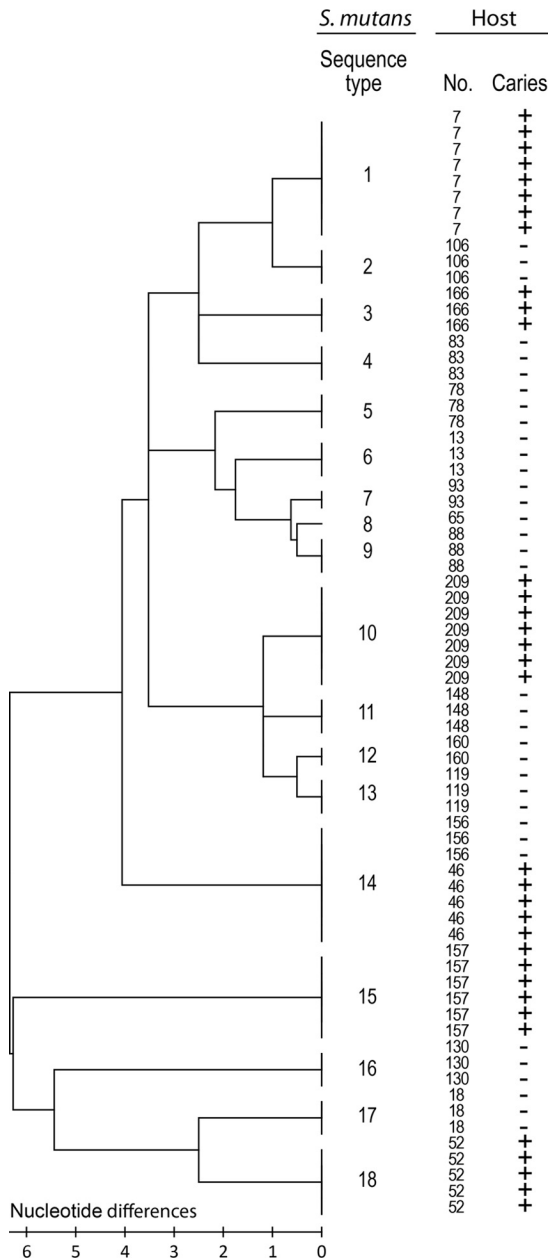 S. mutans Host
Sequence
type No. Caries
7 +
7 +
7 +
7 +
1 7 +
7 +
7 +
7 +
106 -
2 106 -
106 -
166 +
3 166 +
166 +
83 -
4 83 -
83 -
78 -
5 78 -
78 -
13 -
6 13 -
13 -
93 -
7 93 -
8 65 -
88 -
9 88 -
88 -
209 +
209 +
209 +
10 209 +
209 +
209 +
209 +
148 -
11 148 -
148 -
160 -
12 160 -
119 -
13 119 -
119 -
156 -
156 -
156 -
46 +
14 46 +
46 +
46 +
46 +
157 +
157 +
157 +
15 157 +
157 +
157 +
130 -
16 130 -
130 -
18 -
17 18 -
18 -
52 +
52 +
18 52 +
52 +
52 +
Nucleotide differences
6 5 4 3 2 1 0